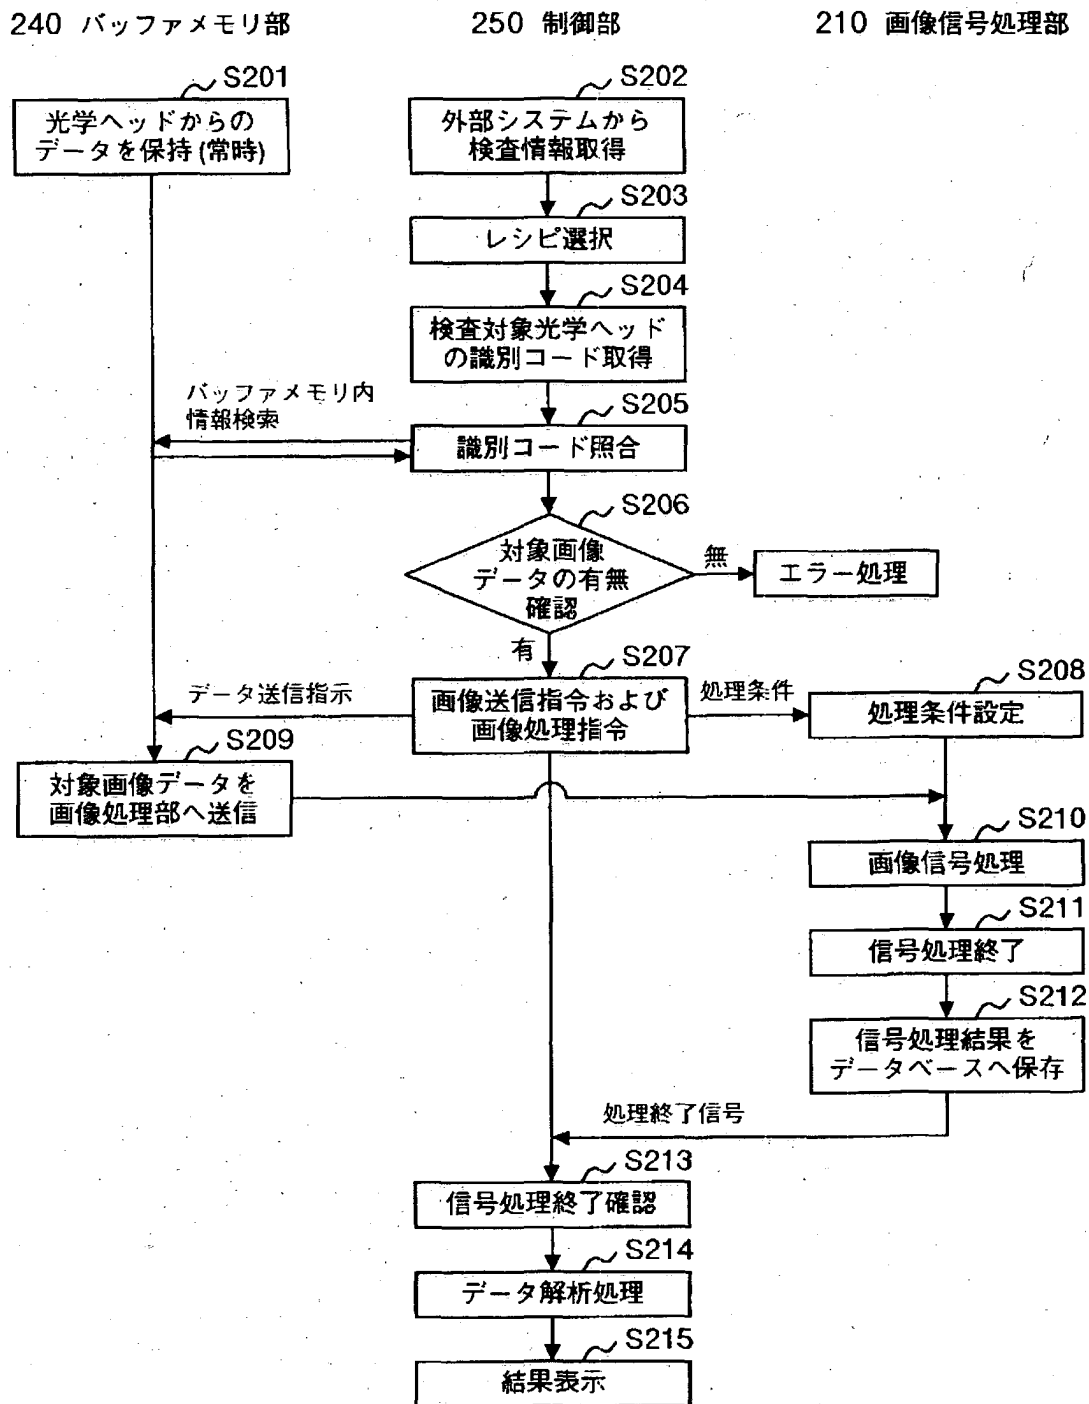 240 バッファメモリ部
250 制御部
210 画像信号処理部
S201
光学ヘッドからの
データを保持(常時)
S202
外部システムから
検査情報取得
S203
レシピ選択
S204
検査対象光学ヘッド
の識別コード取得
バッファメモリ内
情報検索
S205
識別コード照合
S206
対象画像
データの有無
確認
無
エラー処理
有
S207
データ送信指示
画像送信指令および
画像処理指令
処理条件
S208
処理条件設定
S209
対象画像データを
画像処理部へ送信
S210
画像信号処理
S211
信号処理終了
S212
信号処理結果を
データベースへ保存
処理終了信号
S213
信号処理終了確認
S214
データ解析処理
S215
結果表示